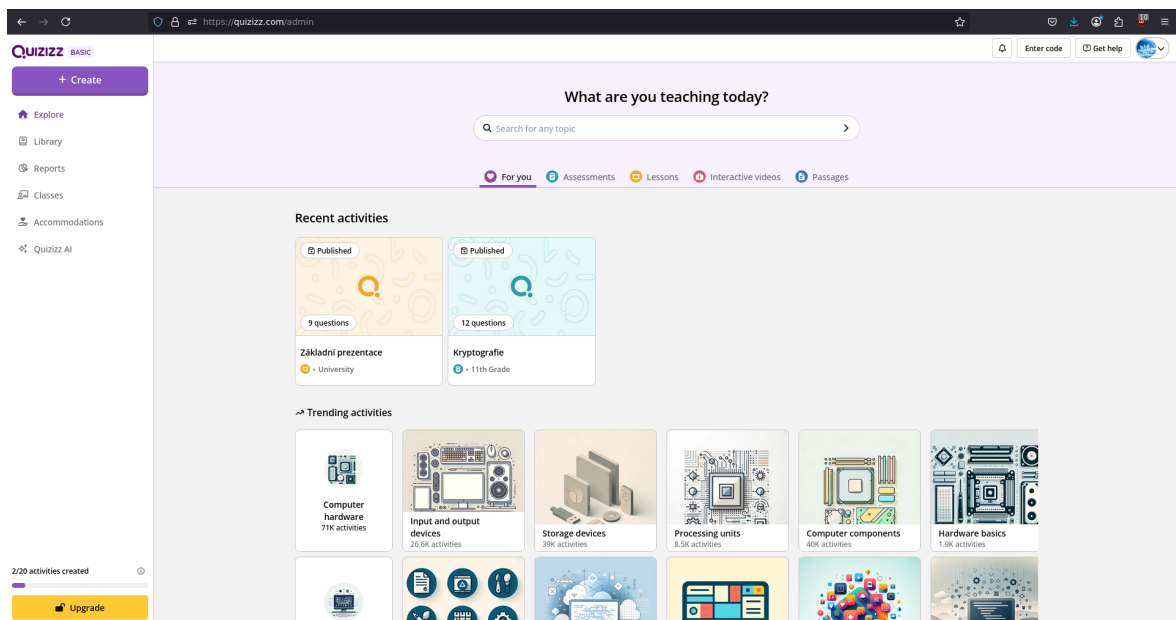 https://quizizz.com/admin
10
QUIZIZZ BASIC
Enter code
Get help
+ Create
Explore
Library
Reports
Classes
Accommodations
Quizizz AI
2/20 activities created
Upgrade
What are you teaching today?
Search for any topic
For you Assessments Lessons Interactive videos Passages
Recent activities
Published
9 questions
Základní prezentace
• University
Published
12 questions
Kryptografie
• 11th Grade
Trending activities
Computer
hardware
71K activities
Input and output
devices
26.6K activities
Storage devices
39K activities
Processing units
8.5K activities
Computer components
40K activities
Hardware basics
1.9K activities